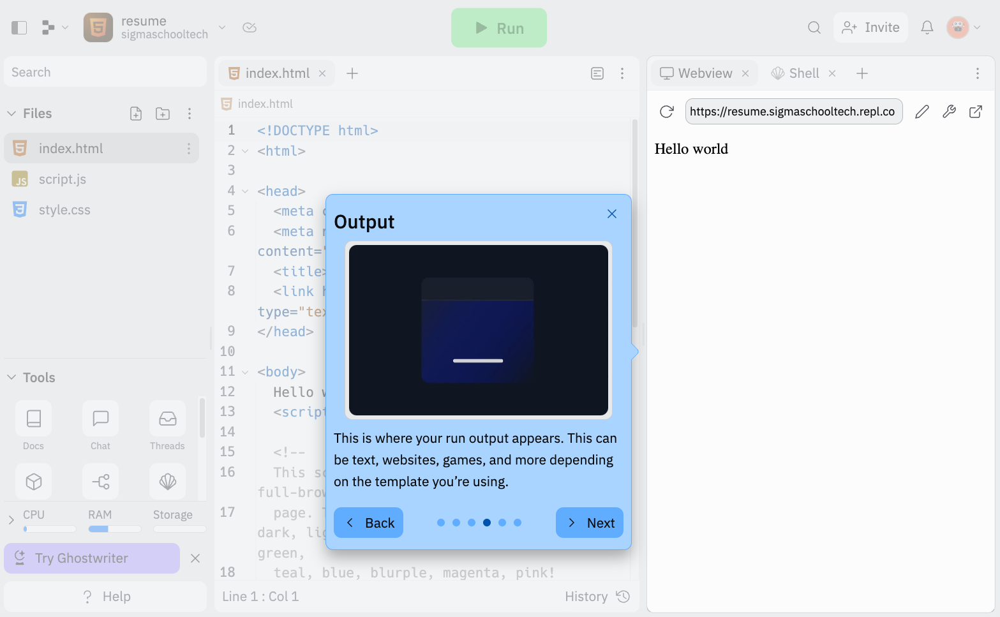 resume
sigmaschooltech
Run
Invite
Search
Files
index.html
script.js
JS
style.css
Tools
Docs
Chat
Threads
CPU
RAM
Storage
Try Ghostwriter
Help
index.html
index.html
1 <!DOCTYPE html>
2 <html>
3
4 <head>
5 <meta
6 <meta
content="
7 <title>
8 <link
type="tex
9 </head>
10
11 <body>
12 Hello w
13 <script
14
15 <!--
16 This sc
full-brow
17 page. T
dark, lig
green,
18 teal, blue, blurple, magenta, pink!
Line 1 : Col 1
History
Output
This is where your run output appears. This can
be text, websites, games, and more depending
on the template you’re using.
Back
Next
Webview
Shell
https://resume.sigmaschooltech.repl.co
Hello world